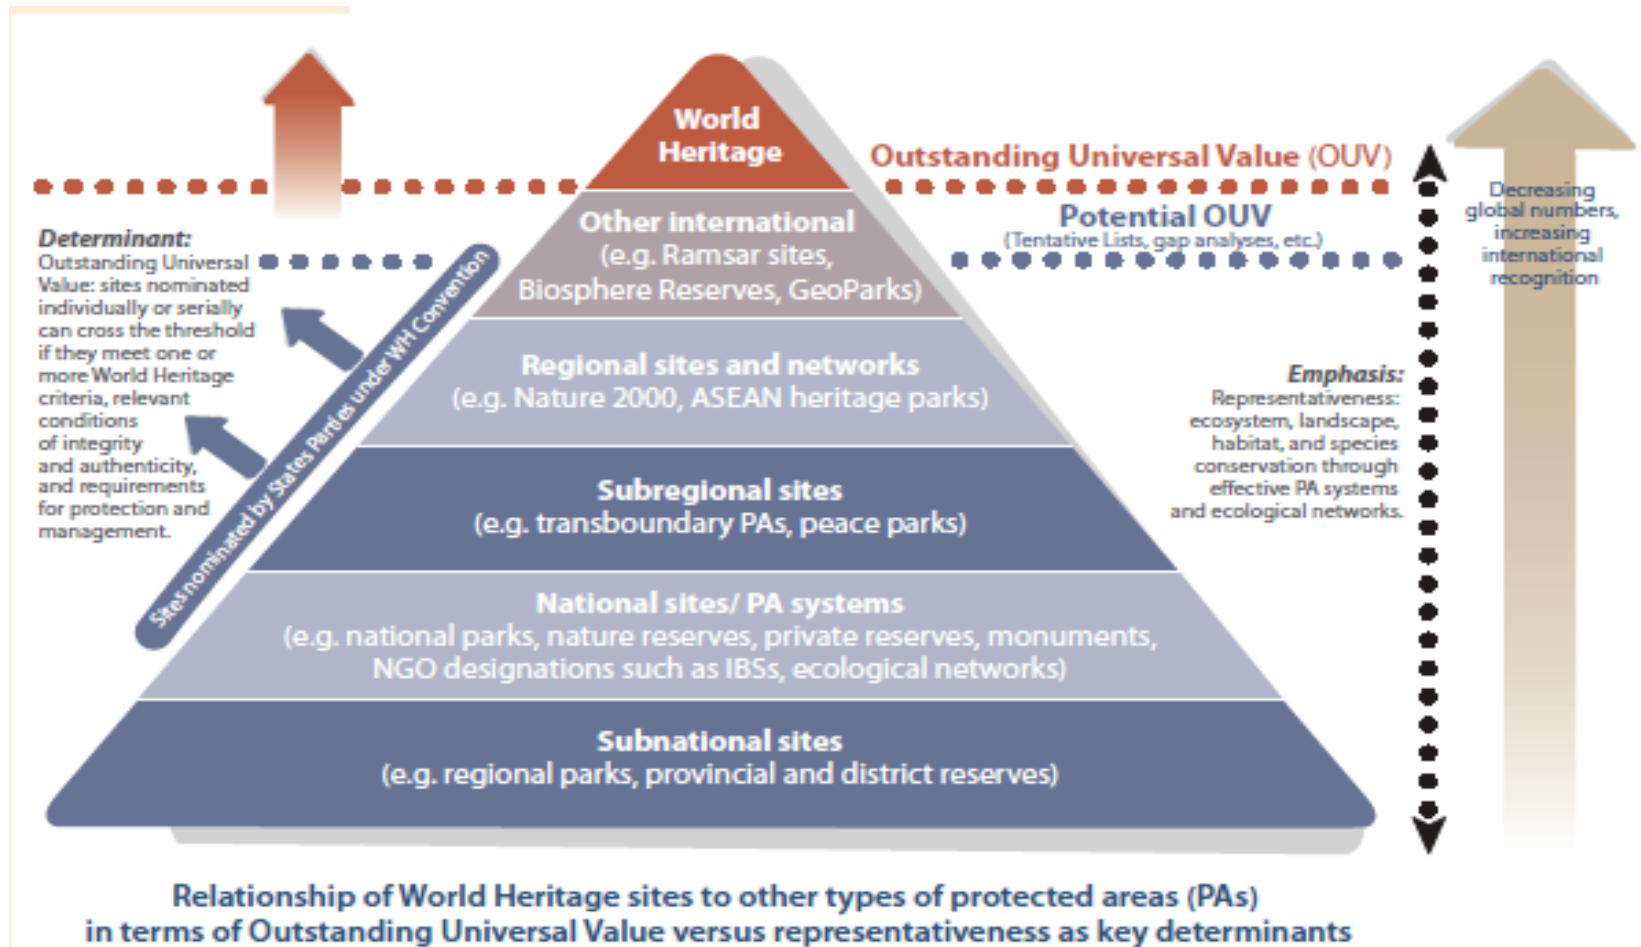 World
Heritage
Outstanding Universal Value (OUV)
Potential OUV
(Tentative Lists, gap analyses, etc.)
Decreasing
global numbers,
increasing
international
recognition
Determinant:
Outstanding Universal
Value: sites nominated
individually or serially
can cross the threshold
if they meet one or
more World Heritage
criteria, relevant
conditions
of integrity
and authenticity,
and requirements
for protection and
management.
Sites nominated by States Parties under WH Convention
Other international
(e.g. Ramsar sites,
Biosphere Reserves, GeoParks)
Regional sites and networks
(e.g. Nature 2000, ASEAN heritage parks)
Subregional sites
(e.g. transboundary PAs, peace parks)
National sites/ PA systems
(e.g. national parks, nature reserves, private reserves, monuments,
NGO designations such as IBSs, ecological networks)
Subnational sites
(e.g. regional parks, provincial and district reserves)
Emphasis:
Representativeness:
ecosystem, landscape,
habitat, and species
conservation through
effective PA systems
and ecological networks.
Relationship of World Heritage sites to other types of protected areas (PAs)
in terms of Outstanding Universal Value versus representativeness as key determinants